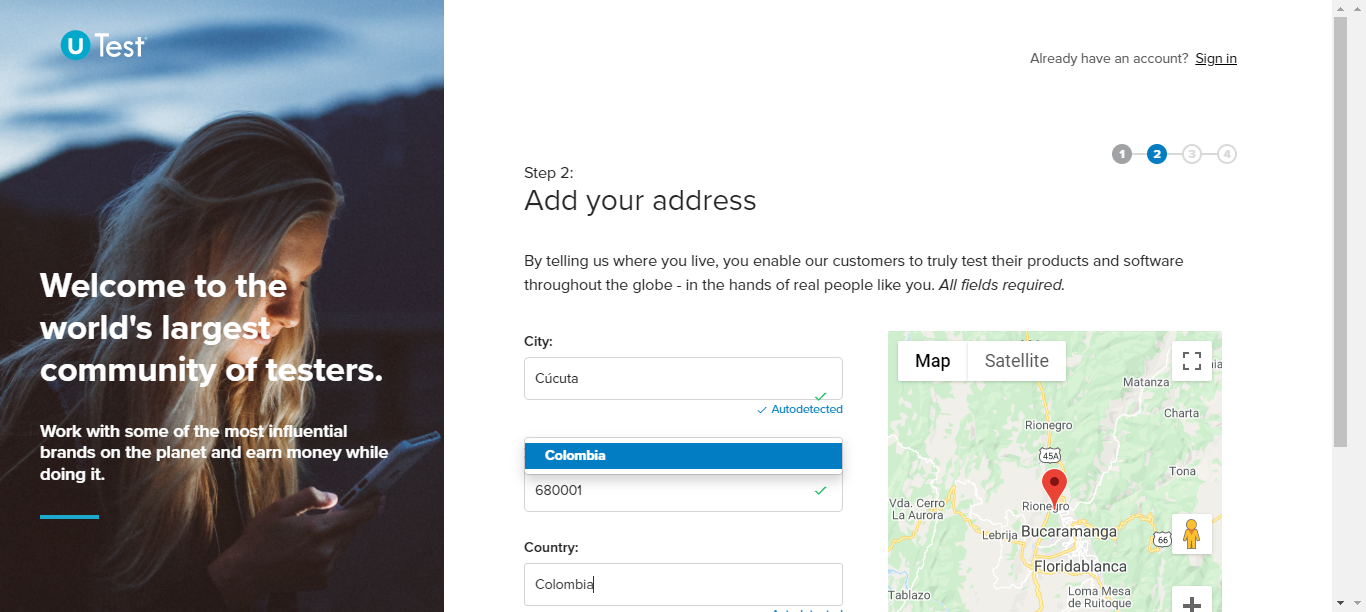 U Test
Already have an account? Sign in
1 2 3 4
Step 2:
Add your address
By telling us where you live, you enable our customers to truly test their products and software
throughout the globe - in the hands of real people like you. All fields required.
Welcome to the
world's largest
community of testers.
Work with some of the most influential
brands on the planet and earn money while
doing it.
City:
Cúcuta
Autodetected
Colombia
680001
Country:
Colombia
Map Satellite
Matanza
Charta
Rionegro
45A
Tona
Vda. Cerro
La Aurora
Rionegro
Bucaramanga
Lebrija
66
Floridablanca
Tablazo
Loma Mesa
de Ruitoque